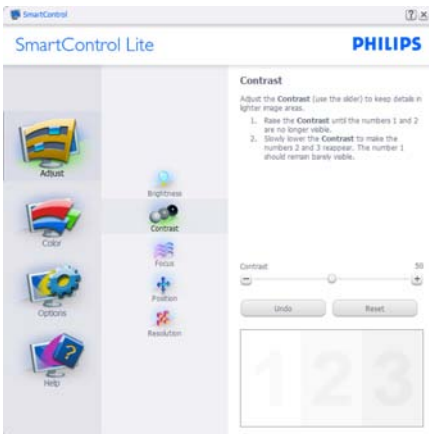 SmartControl
SmartControl Lite
PHILIPS
Adjust
Color
Options
Help
Brightness
Contrast
Focus
Position
Resolution
Contrast
Adjust the Contrast (use the slider) to keep details in
lighter image areas.
1. Raise the Contrast until the numbers 1 and 2
are no longer visible.
2. Slowly lower the Contrast to make the
numbers 2 and 3 reappear. The number 1
should remain barely visible.
Contrast 50
Undo Reset
1 2 3